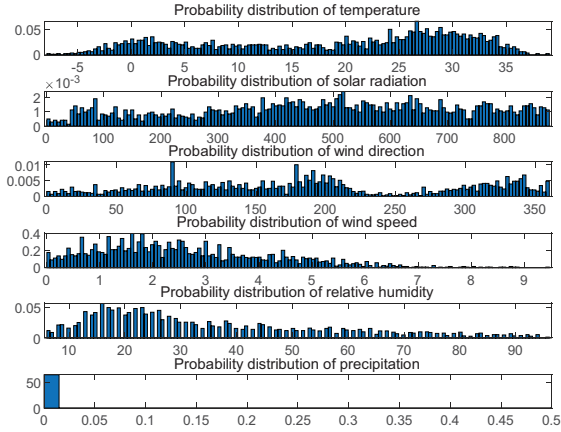 Probability distribution of temperature
0.05
0
-5 0 5 10 15 20 25 30 35
×10⁻³
Probability distribution of solar radiation
2
1
0
0 100 200 300 400 500 600 700 800
Probability distribution of wind direction
0.01
0.005
0
0 50 100 150 200 250 300 350
Probability distribution of wind speed
0.4
0.2
0
0 1 2 3 4 5 6 7 8 9
Probability distribution of relative humidity
0.05
0
10 20 30 40 50 60 70 80 90
Probability distribution of precipitation
50
0
0 0.05 0.1 0.15 0.2 0.25 0.3 0.35 0.4 0.45 0.5